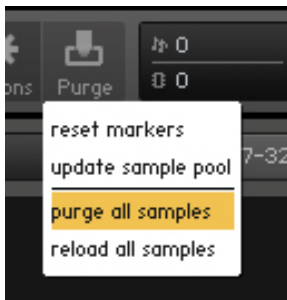 0
ons Purge
0
reset markers
update sample pool
7-32
purge all samples
reload all samples